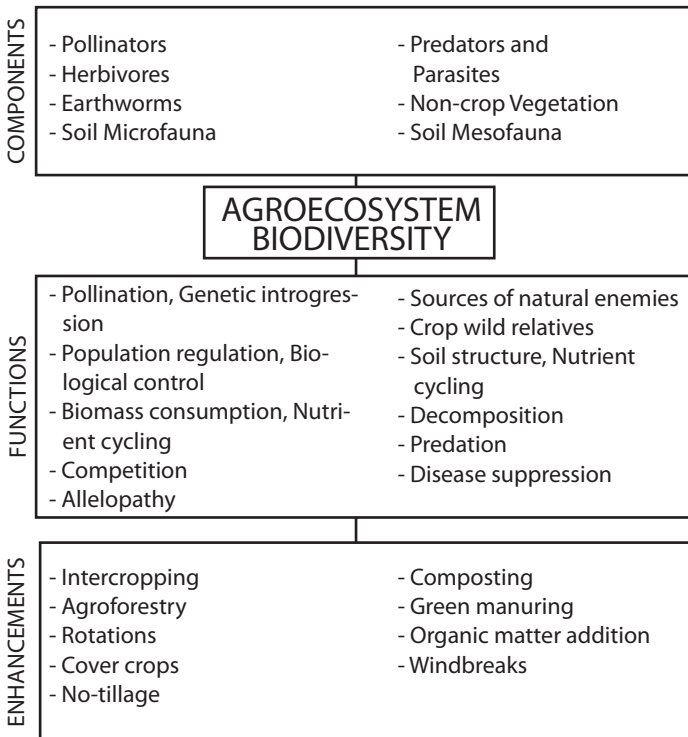 COMPONENTS
- Pollinators
- Herbivores
- Earthworms
- Soil Microfauna
- Predators and
Parasites
- Non-crop Vegetation
- Soil Mesofauna
AGROECOSYSTEM
BIODIVERSITY
FUNCTIONS
- Pollination, Genetic introgres-
sion
- Population regulation, Bio-
logical control
- Biomass consumption, Nutri-
ent cycling
- Competition
- Allelopathy
- Sources of natural enemies
- Crop wild relatives
- Soil structure, Nutrient
cycling
- Decomposition
- Predation
- Disease suppression
ENHANCEMENTS
- Intercropping
- Agroforestry
- Rotations
- Cover crops
- No-tillage
- Composting
- Green manuring
- Organic matter addition
- Windbreaks